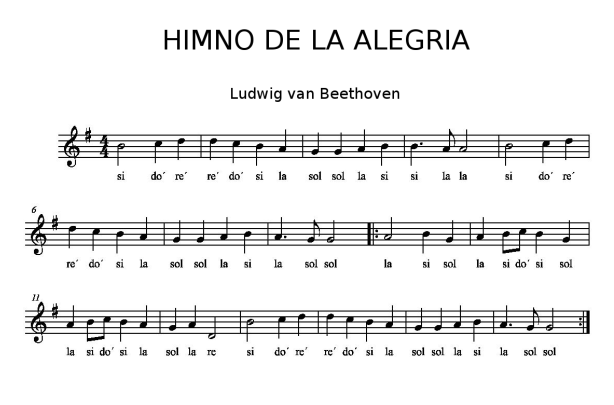 HIMNO DE LA ALEGRIA
Ludwig van Beethoven
4
4
si do´ re´ re´ do´ si la sol sol la si si la la si do´ re´
6
re´ do´ si la sol sol la si la sol sol la si sol la si do´ si sol
11
la si do´ si la sol la re si do´ re´ re´ do´ si la sol sol la si la sol sol